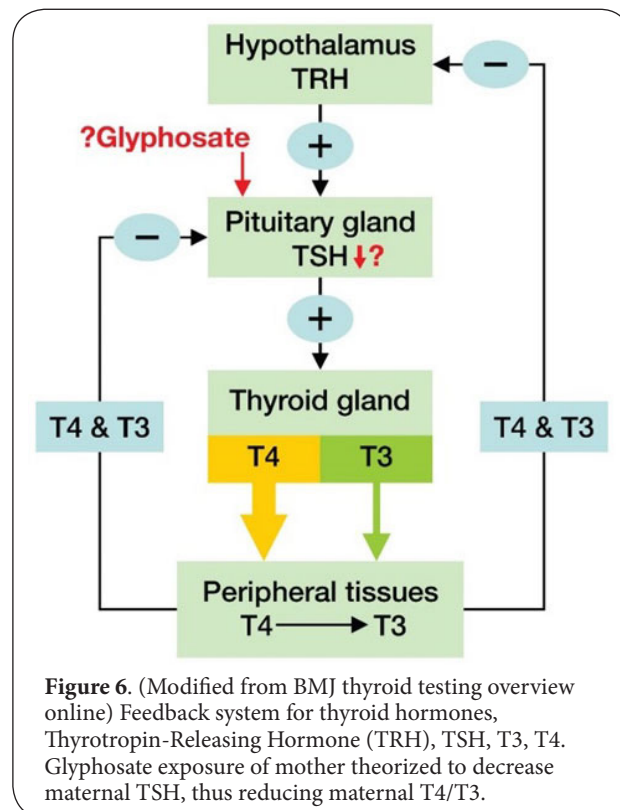 Hypothalamus
TRH
−
+
?Glyphosate
−
Pituitary gland
TSH↓?
+
T4 & T3
Thyroid gland
T4 & T3
T4
T3
Peripheral tissues
T4 → T3
Figure 6. (Modified from BMJ thyroid testing overview
online) Feedback system for thyroid hormones,
Thyrotropin-Releasing Hormone (TRH), TSH, T3, T4.
Glyphosate exposure of mother theorized to decrease
maternal TSH, thus reducing maternal T4/T3.